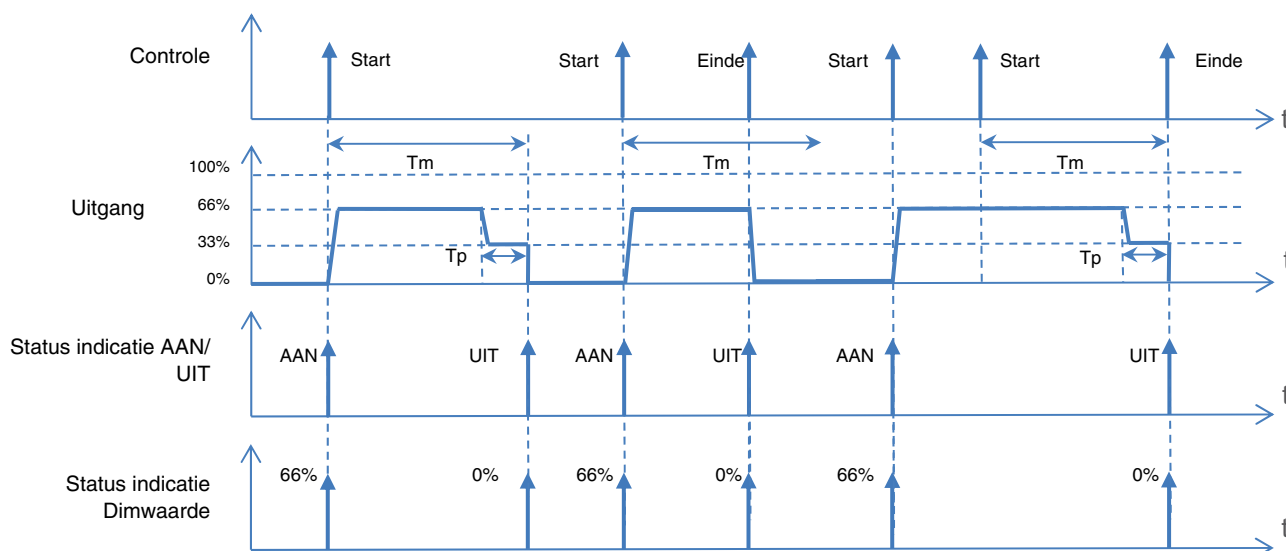 Controle
Start
Start
Einde
Start
Start
Einde
t
Tm
Tm
Tm
100%
Uitgang
66%
33%
Tp
Tp
0%
t
Status indicatie AAN/
UIT
AAN
UIT
AAN
UIT
AAN
UIT
t
Status indicatie
Dimwaarde
66%
0%
66%
0%
66%
0%
t